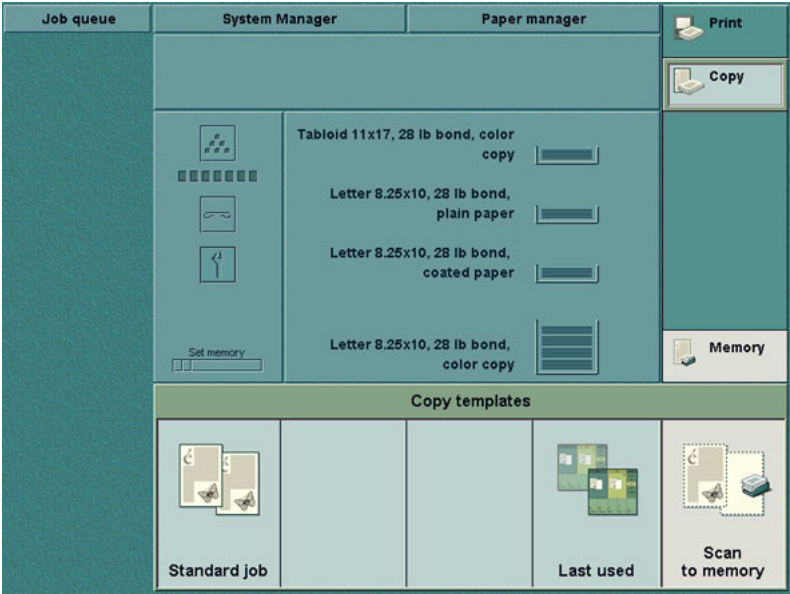 Job queue
System Manager
Paper manager
Print
Copy
Tabloid 11x17, 28 lb bond, color
copy
Letter 8.25x10, 28 lb bond,
plain paper
Letter 8.25x10, 28 lb bond,
coated paper
Set memory
Letter 8.25x10, 28 lb bond,
color copy
Memory
Copy templates
é
é
é
Standard job
Last used
Scan
to memory